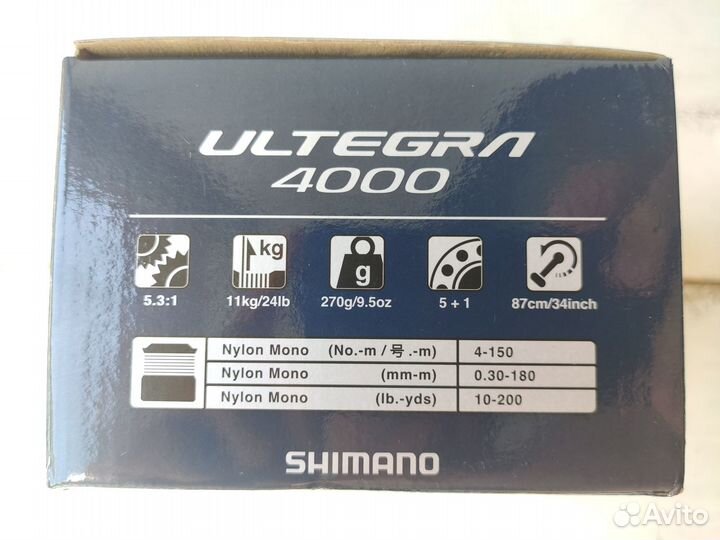 ULTEGRA
4000
kg
g
5.3:1 11kg/24lb 270g/9.5oz 5 + 1 87cm/34inch
Nylon Mono (No.-m / 号 .-m) 4-150
Nylon Mono (mm-m) 0.30-180
Nylon Mono (lb.-yds) 10-200
SHIMANO
Avito